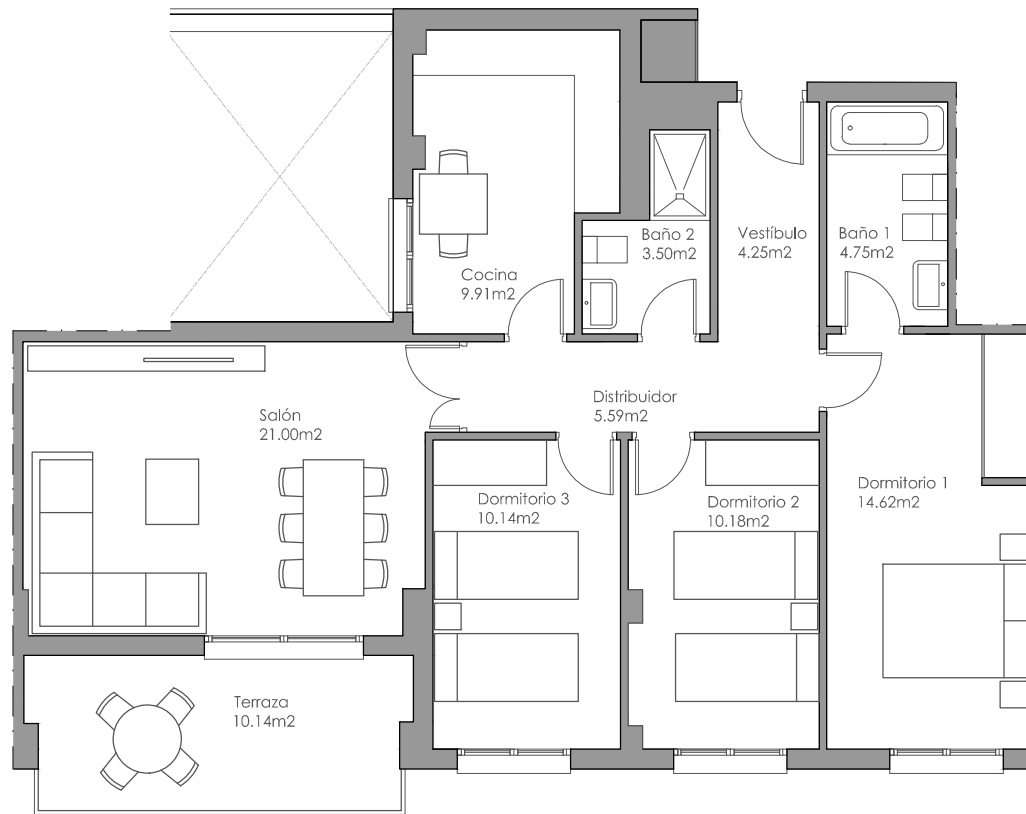 Baño 2
3.50m2
Vestíbulo
4.25m2
Baño 1
4.75m2
Cocina
9.91m2
Distribuidor
5.59m2
Salón
21.00m2
Dormitorio 3
10.14m2
Dormitorio 2
10.18m2
Dormitorio 1
14.62m2
Terraza
10.14m2